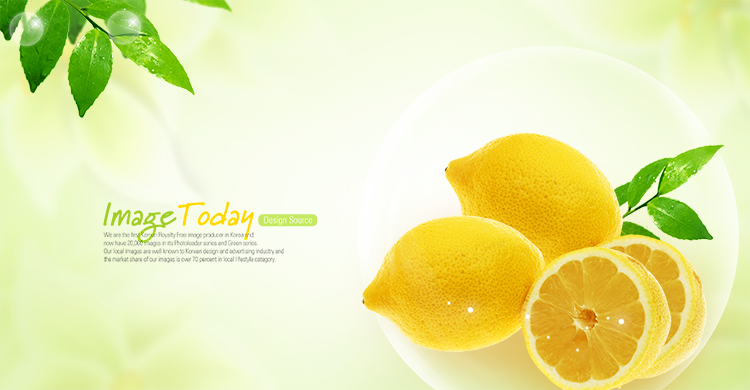 Image Today Design Source
We are the first Korean Royalty Free image producer in Korea and
now have 20,000 images in its Photoleader series and Green series.
Our local images are well known to Korean design and advertising industry and
the market share of our images is over 70 percent in local lifestyle category.